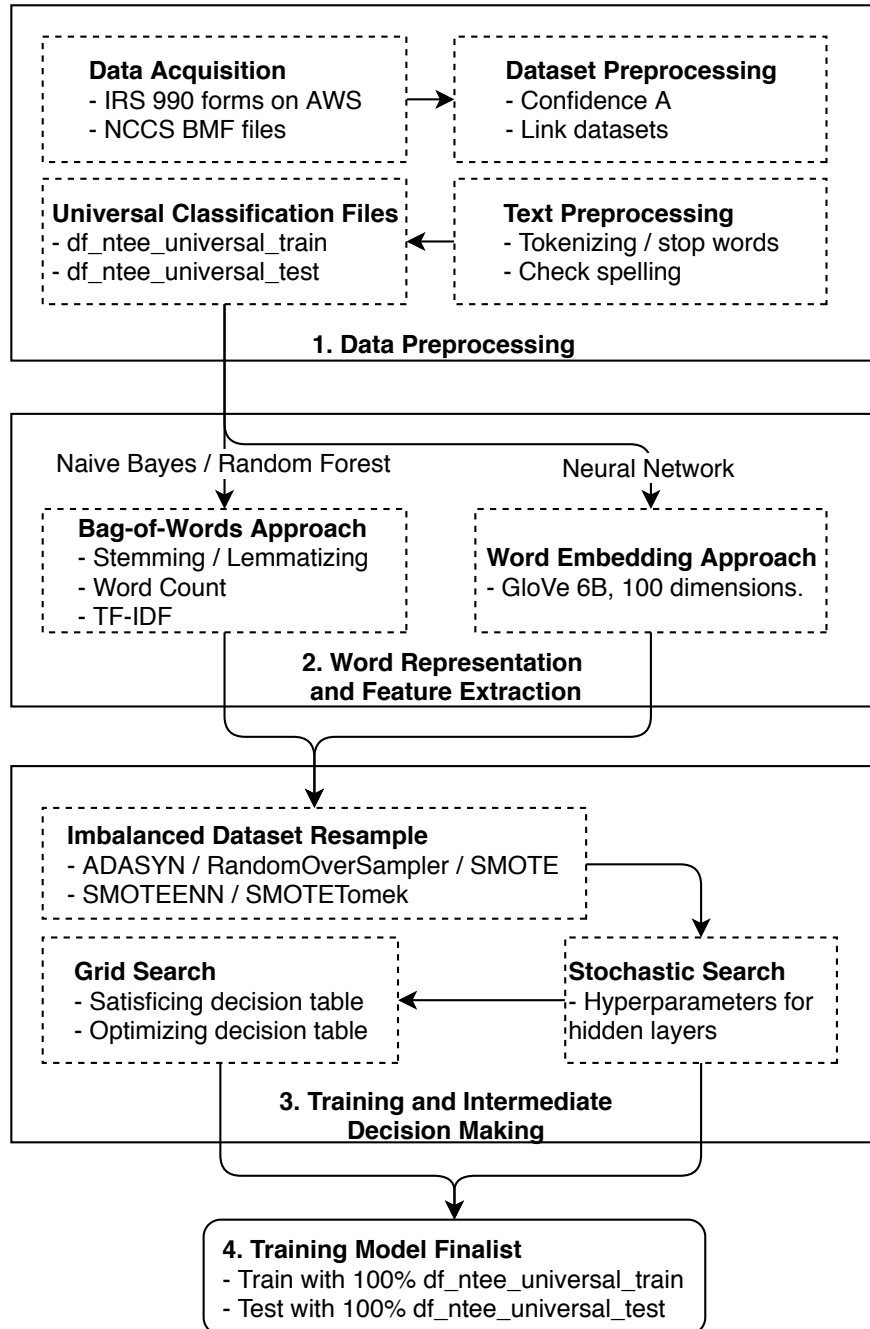 Data Acquisition
- IRS 990 forms on AWS
- NCCS BMF files
Dataset Preprocessing
- Confidence A
- Link datasets
Universal Classification Files
- df_ntee_universal_train
- df_ntee_universal_test
Text Preprocessing
- Tokenizing / stop words
- Check spelling
1. Data Preprocessing
Naive Bayes / Random Forest
Neural Network
Bag-of-Words Approach
- Stemming / Lemmatizing
- Word Count
- TF-IDF
Word Embedding Approach
- GloVe 6B, 100 dimensions.
2. Word Representation
and Feature Extraction
Imbalanced Dataset Resample
- ADASYN / RandomOverSampler / SMOTE
- SMOTEENN / SMOTETomek
Grid Search
- Satisficing decision table
- Optimizing decision table
Stochastic Search
- Hyperparameters for
hidden layers
3. Training and Intermediate
Decision Making
4. Training Model Finalist
- Train with 100% df_ntee_universal_train
- Test with 100% df_ntee_universal_test